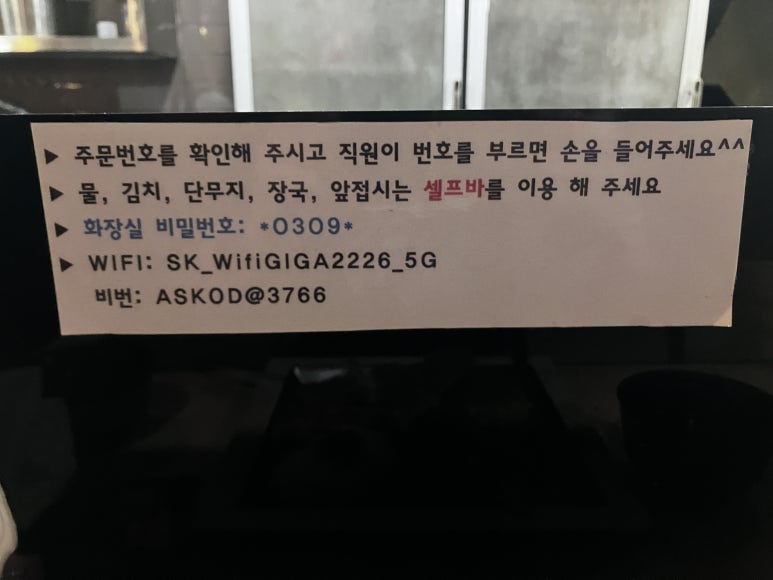 ▶ 주문번호를 확인해 주시고 직원이 번호를 부르면 손을 들어주세요^^
▶ 물, 김치, 단무지, 장국, 앞접시는 셀프바를 이용 해 주세요
▶ 화장실 비밀번호: *0309*
▶ WIFI: SK_WifiGIGA2226_5G
비번: ASK0D@3766